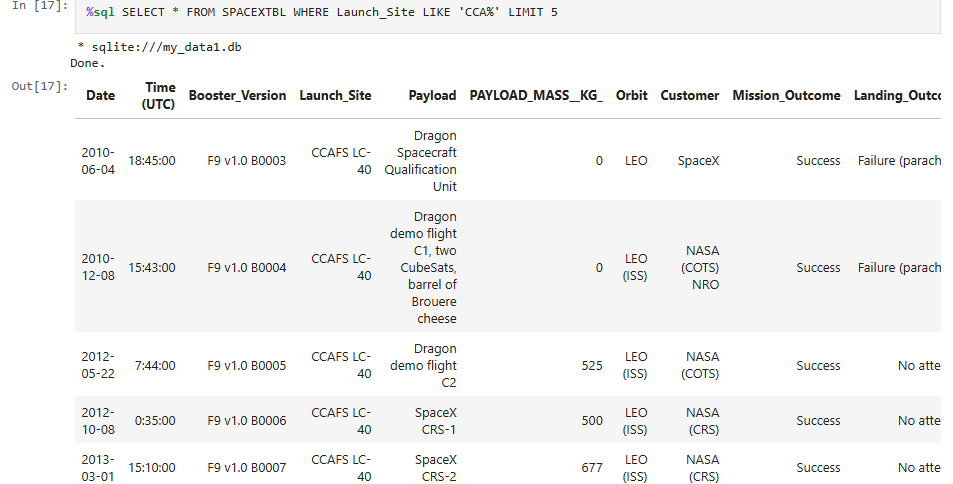 In [17]: %sql SELECT * FROM SPACEXTBL WHERE Launch_Site LIKE 'CCA%' LIMIT 5
* sqlite:///my_data1.db
Done.
Out[17]:
Date Time (UTC) Booster_Version Launch_Site Payload PAYLOAD_MASS__KG_ Orbit Customer Mission_Outcome Landing_Outco
2010-06-04 18:45:00 F9 v1.0 B0003 CCAFS LC-40 Dragon Spacecraft Qualification Unit 0 LEO SpaceX Success Failure (parach
2010-12-08 15:43:00 F9 v1.0 B0004 CCAFS LC-40 Dragon demo flight C1, two CubeSats, barrel of Brouere cheese 0 LEO (ISS) NASA (COTS) NRO Success Failure (parach
2012-05-22 7:44:00 F9 v1.0 B0005 CCAFS LC-40 Dragon demo flight C2 525 LEO (ISS) NASA (COTS) Success No atte
2012-10-08 0:35:00 F9 v1.0 B0006 CCAFS LC-40 SpaceX CRS-1 500 LEO (ISS) NASA (CRS) Success No atte
2013-03-01 15:10:00 F9 v1.0 B0007 CCAFS LC-40 SpaceX CRS-2 677 LEO (ISS) NASA (CRS) Success No atte